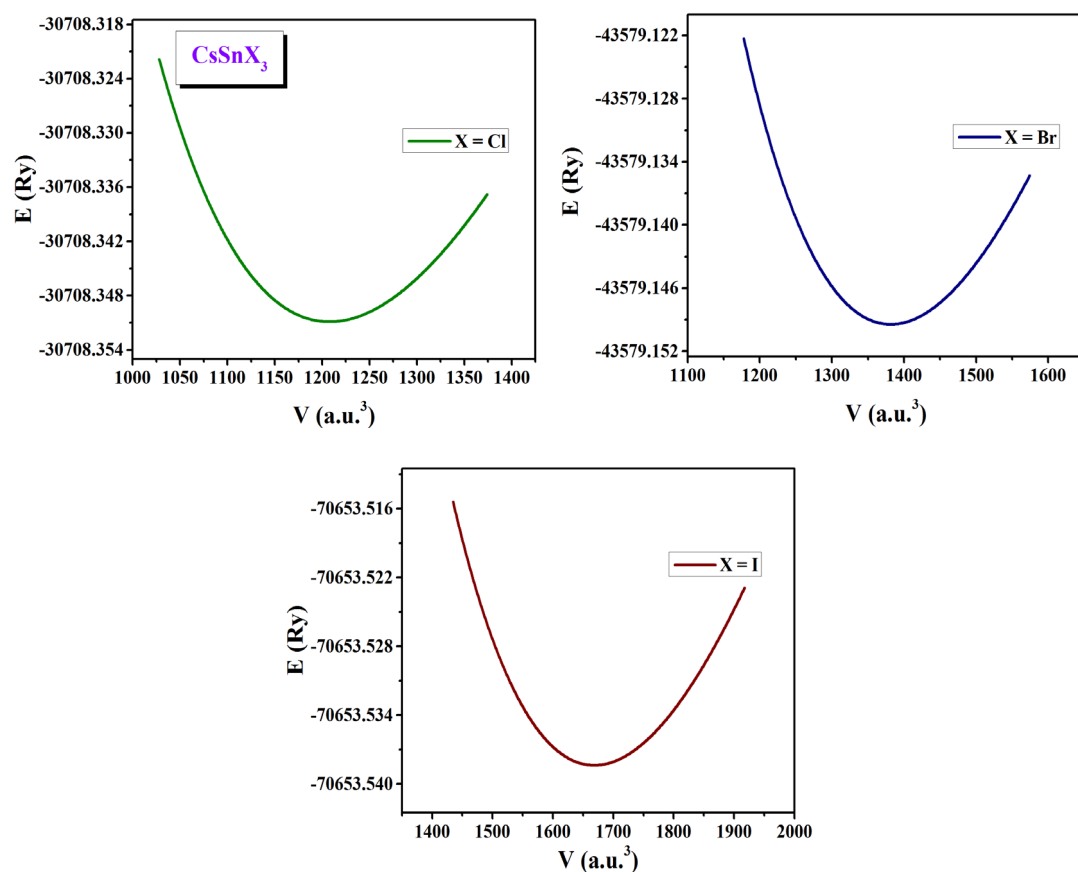 CsSnX₃
X = Cl
E (Ry)
-30708.318
-30708.324
-30708.330
-30708.336
-30708.342
-30708.348
-30708.354
1000 1050 1100 1150 1200 1250 1300 1350 1400
V (a.u.³)
X = Br
E (Ry)
-43579.122
-43579.128
-43579.134
-43579.140
-43579.146
-43579.152
1100 1200 1300 1400 1500 1600
V (a.u.³)
X = I
E (Ry)
-70653.516
-70653.522
-70653.528
-70653.534
-70653.540
1400 1500 1600 1700 1800 1900 2000
V (a.u.³)